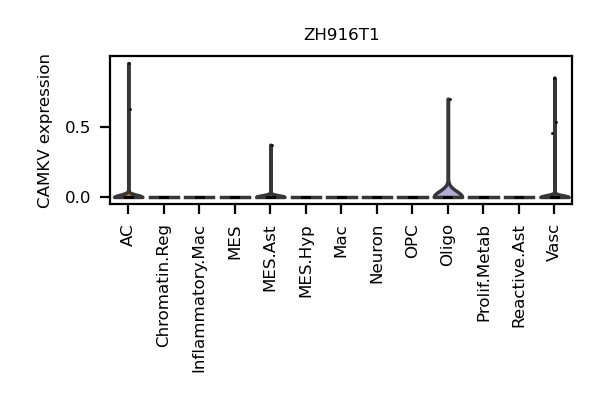 ZH916T1
CAMKV expression
0.5
0.0
AC
Chromatin.Reg
Inflammatory.Mac
MES
MES.Ast
MES.Hyp
Mac
Neuron
OPC
Oligo
Prolif.Metab
Reactive.Ast
Vasc